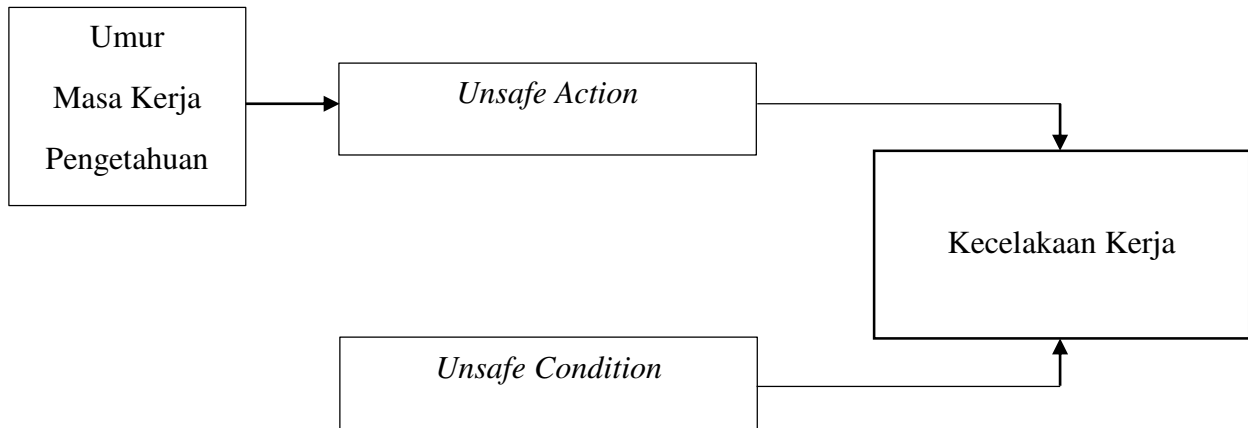 Umur
Masa Kerja
Pengetahuan
Unsafe Action
Kecelakaan Kerja
Unsafe Condition